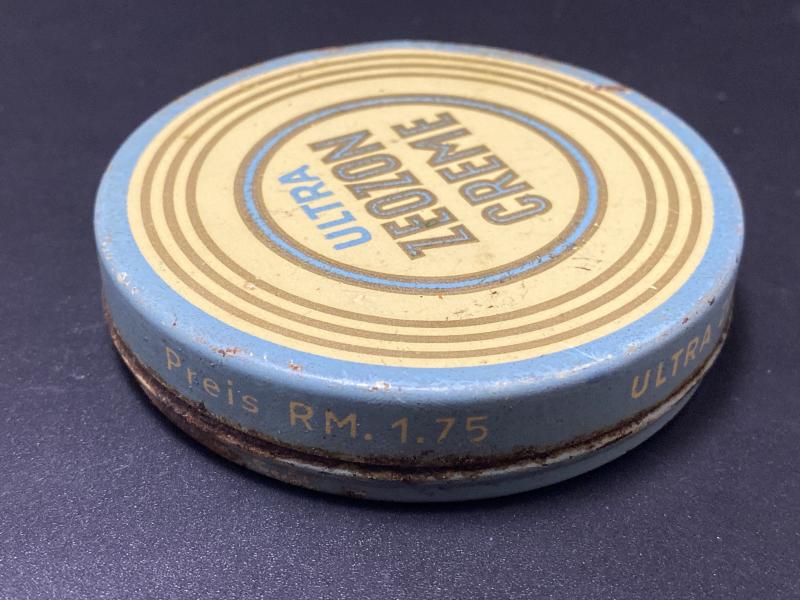 ULTRA
ZEOZON
CREME
Preis RM. 1.75
ULTRA